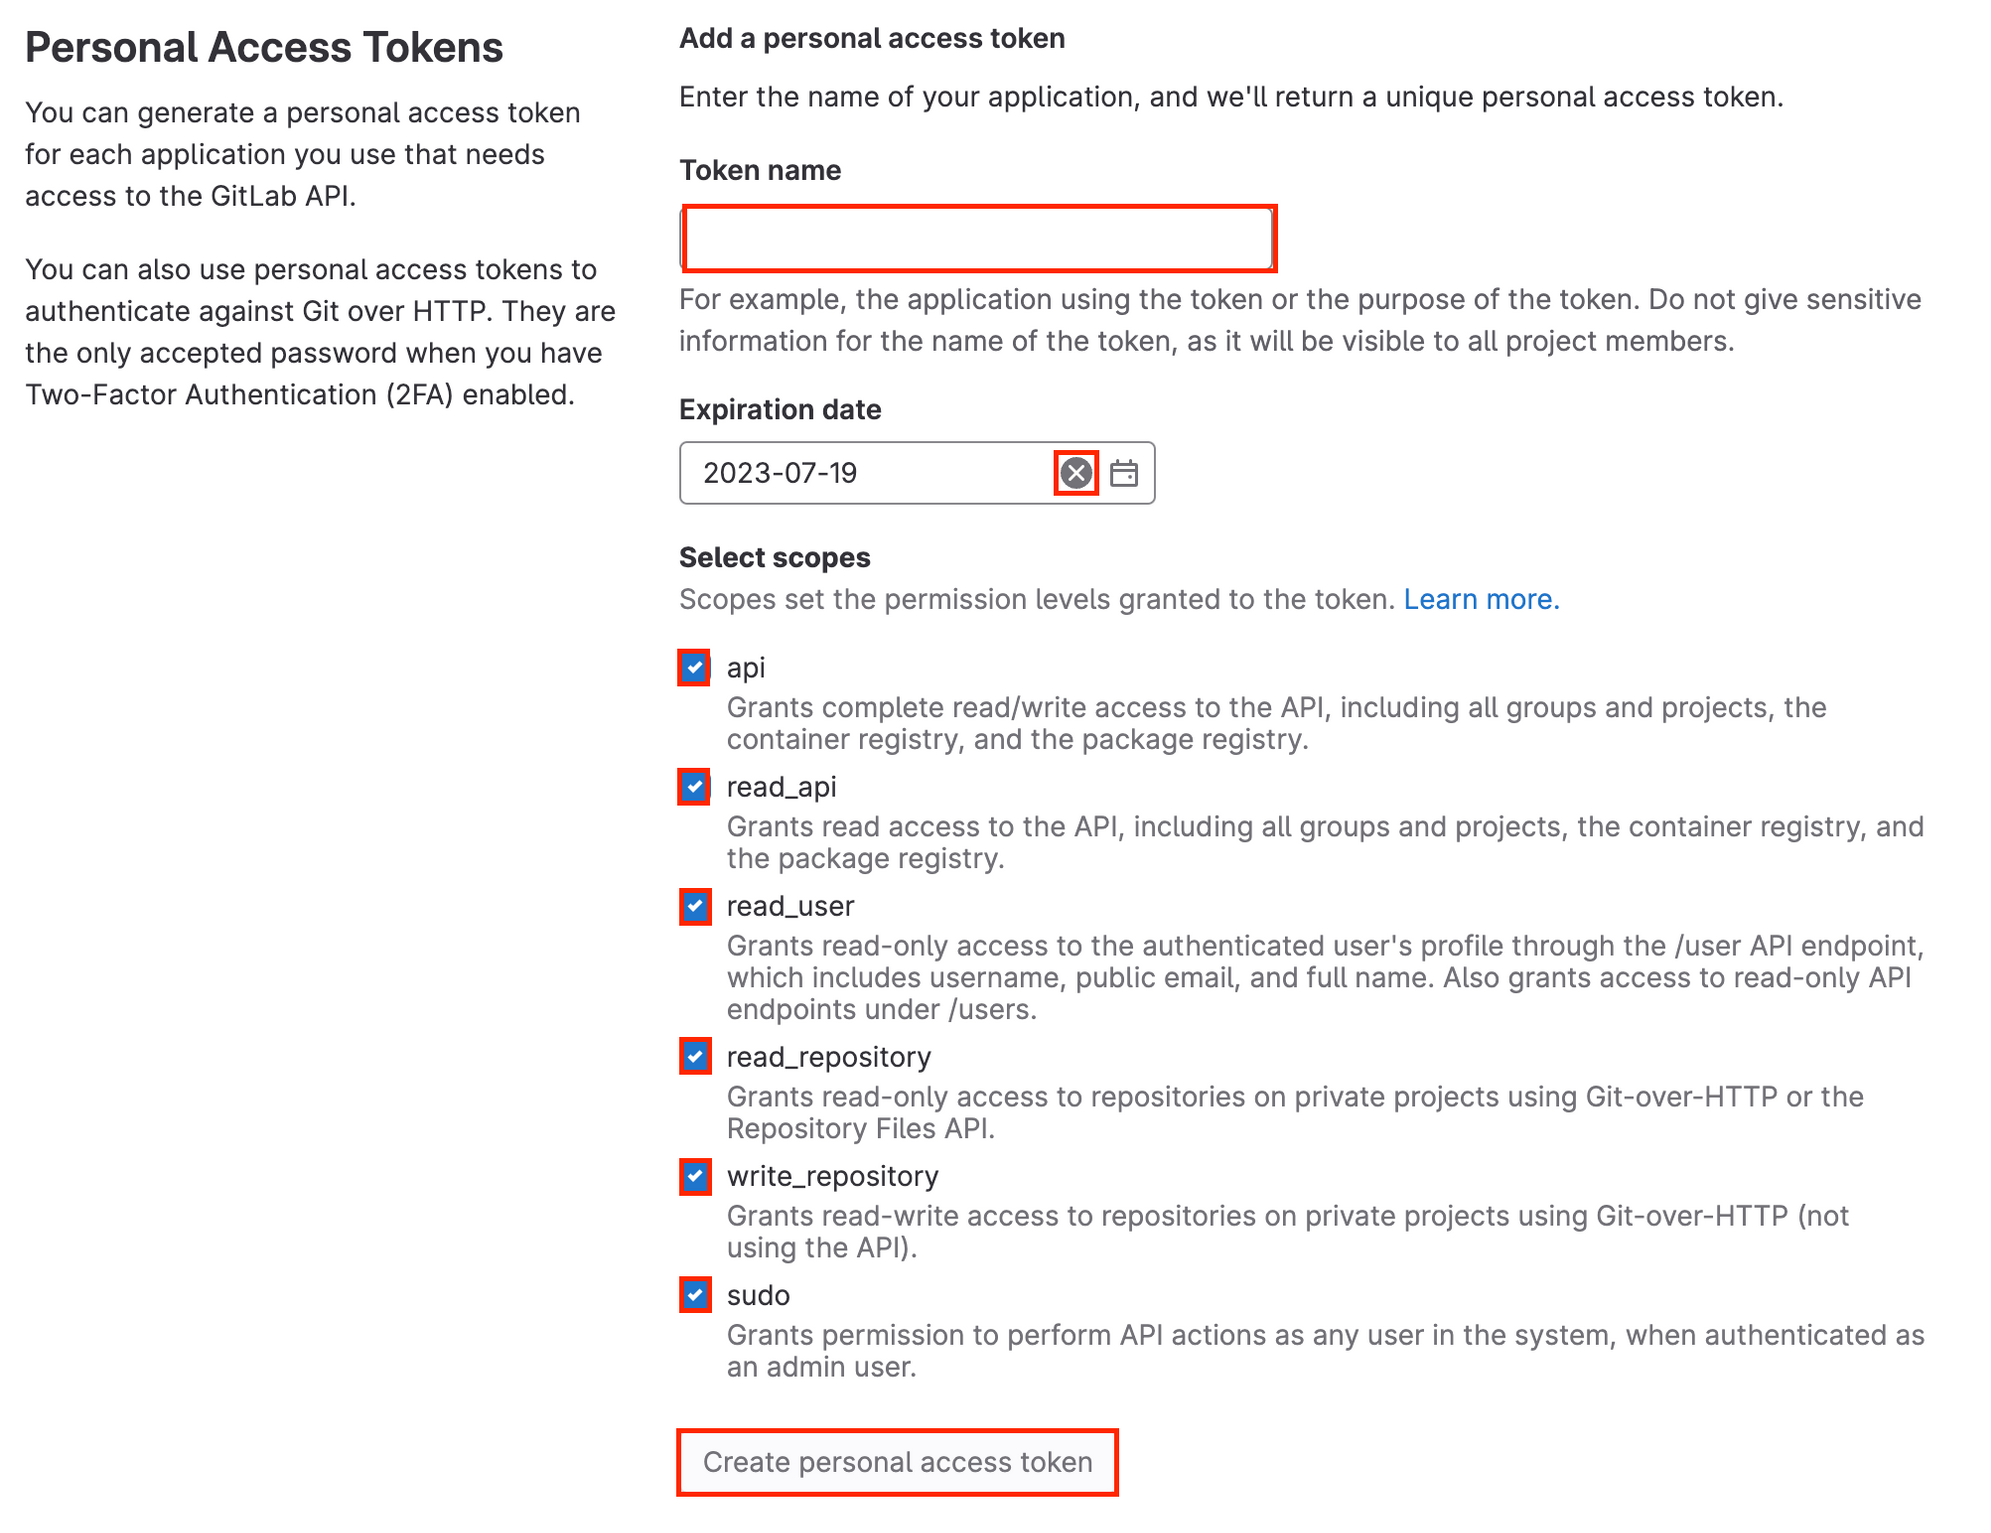 Personal Access Tokens
You can generate a personal access token
for each application you use that needs
access to the GitLab API.
You can also use personal access tokens to
authenticate against Git over HTTP. They are
the only accepted password when you have
Two-Factor Authentication (2FA) enabled.
Add a personal access token
Enter the name of your application, and we'll return a unique personal access token.
Token name
For example, the application using the token or the purpose of the token. Do not give sensitive
information for the name of the token, as it will be visible to all project members.
Expiration date
2023-07-19
Select scopes
Scopes set the permission levels granted to the token. Learn more.
api
Grants complete read/write access to the API, including all groups and projects, the
container registry, and the package registry.
read_api
Grants read access to the API, including all groups and projects, the container registry, and
the package registry.
read_user
Grants read-only access to the authenticated user's profile through the /user API endpoint,
which includes username, public email, and full name. Also grants access to read-only API
endpoints under /users.
read_repository
Grants read-only access to repositories on private projects using Git-over-HTTP or the
Repository Files API.
write_repository
Grants read-write access to repositories on private projects using Git-over-HTTP (not
using the API).
sudo
Grants permission to perform API actions as any user in the system, when authenticated as
an admin user.
Create personal access token